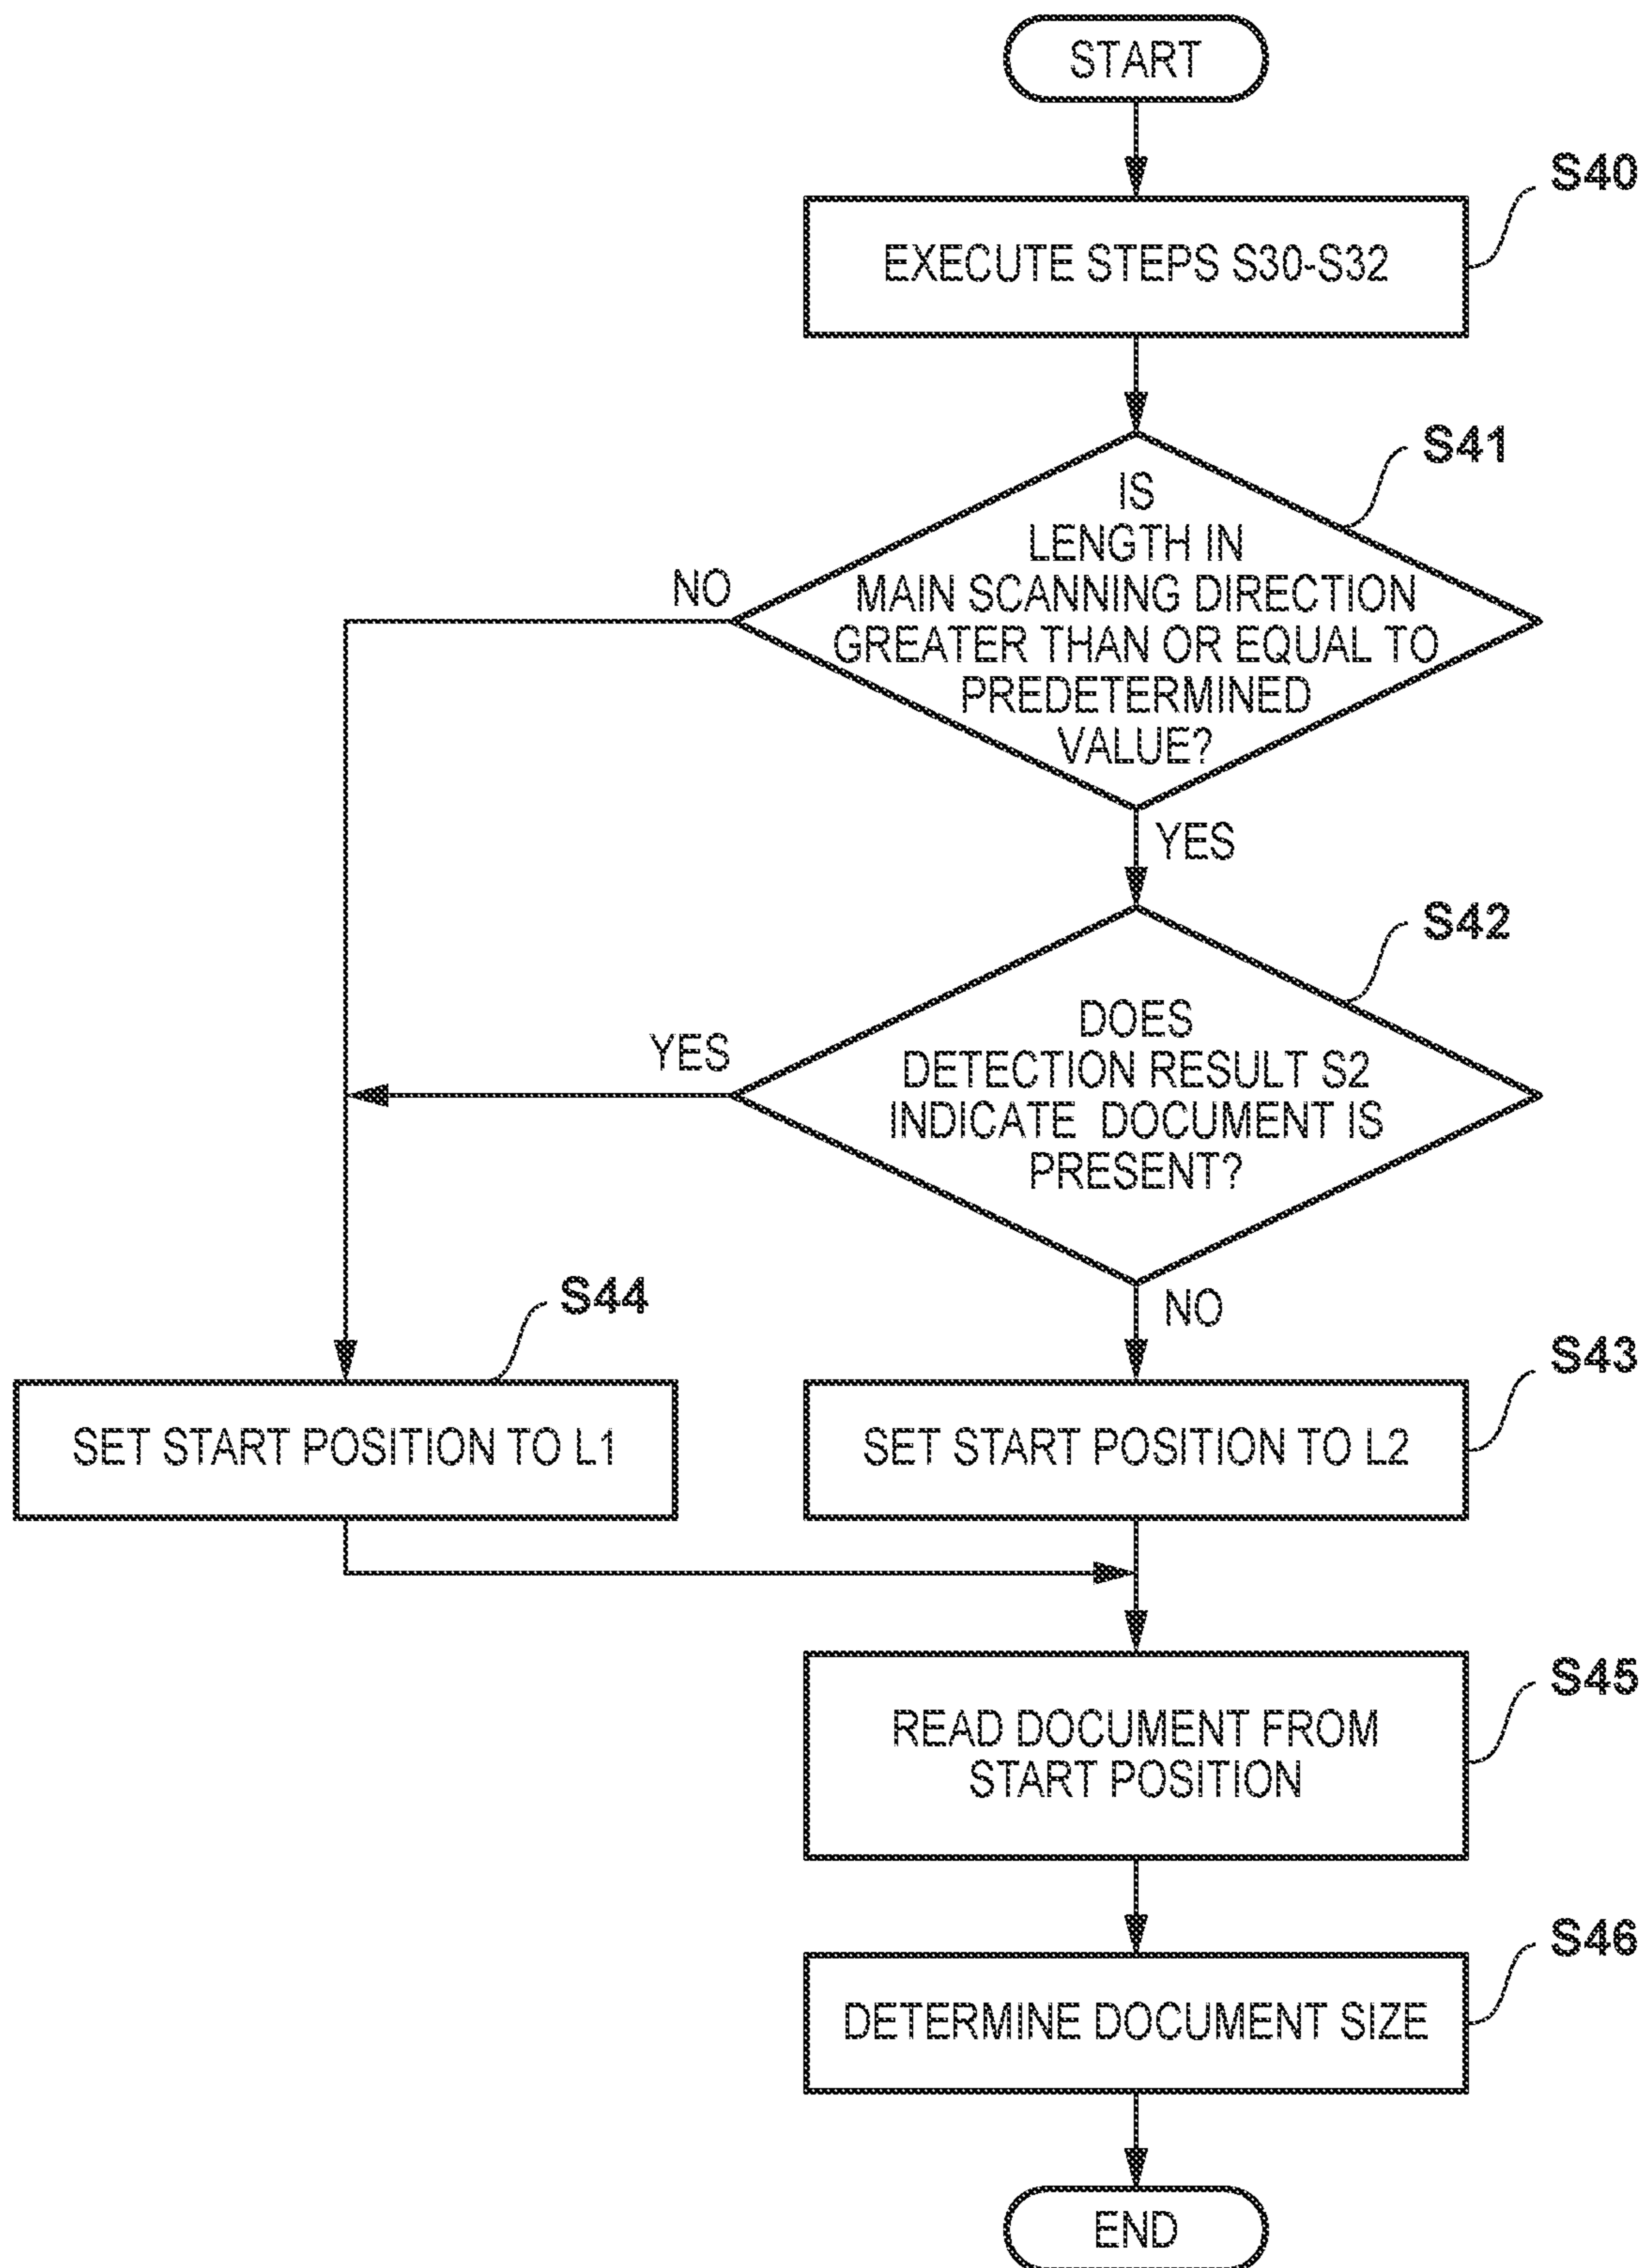 START
S40
EXECUTE STEPS S30-S32
S41
IS
LENGTH IN
MAIN SCANNING DIRECTION
GREATER THAN OR EQUAL TO
PREDETERMINED
VALUE?
NO
YES
S42
DOES
DETECTION RESULT S2
INDICATE DOCUMENT IS
PRESENT?
YES
NO
S44
SET START POSITION TO L1
S43
SET START POSITION TO L2
S45
READ DOCUMENT FROM
START POSITION
S46
DETERMINE DOCUMENT SIZE
END